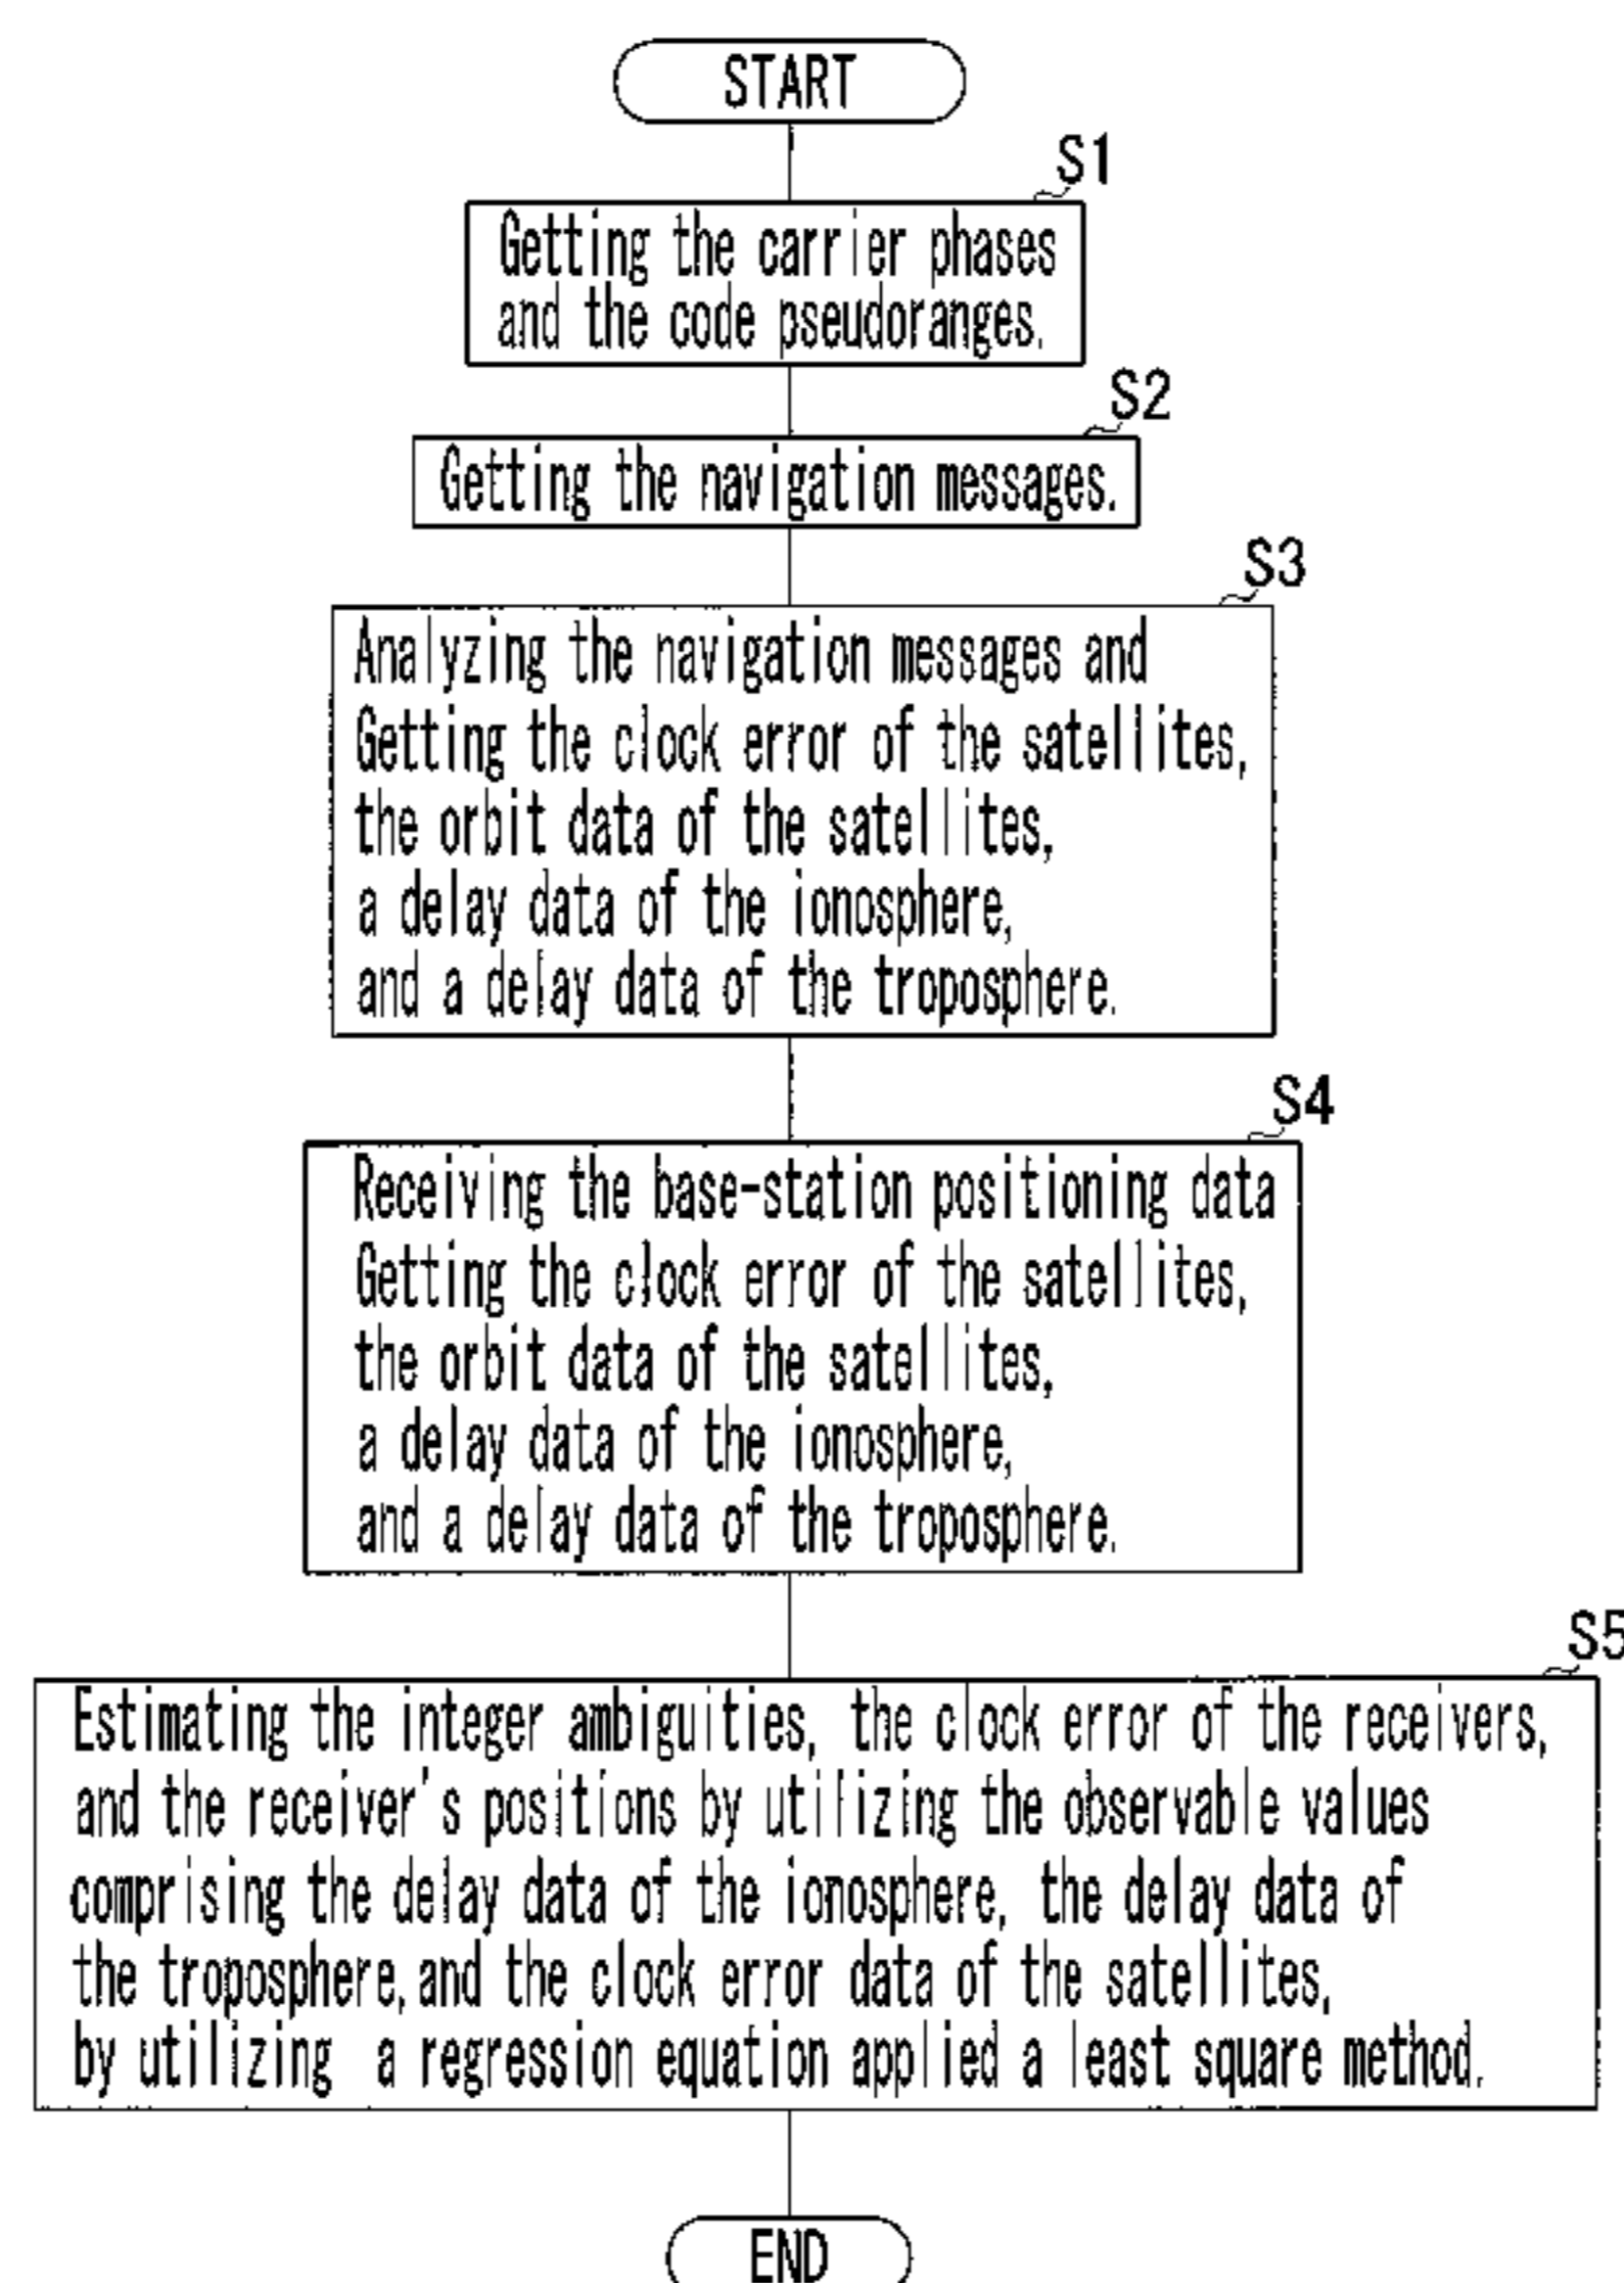 START
S1
Getting the carrier phases
and the code pseudoranges.
S2
Getting the navigation messages.
S3
Analyzing the navigation messages and
Getting the clock error of the satellites,
the orbit data of the satellites,
a delay data of the ionosphere,
and a delay data of the troposphere.
S4
Receiving the base-station positioning data
Getting the clock error of the satellites,
the orbit data of the satellites,
a delay data of the ionosphere,
and a delay data of the troposphere.
S5
Estimating the integer ambiguities, the clock error of the receivers,
and the receiver's positions by utilizing the observable values
comprising the delay data of the ionosphere, the delay data of
the troposphere,and the clock error data of the satellites,
by utilizing a regression equation applied a least square method.
END